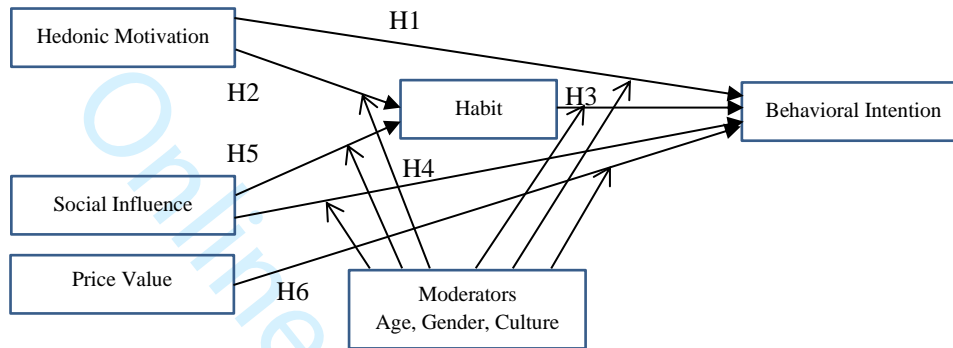 H1
Hedonic Motivation
H2
Habit
H3
Behavioral Intention
H5
H4
Social Influence
Price Value
H6
Moderators
Age, Gender, Culture
Online